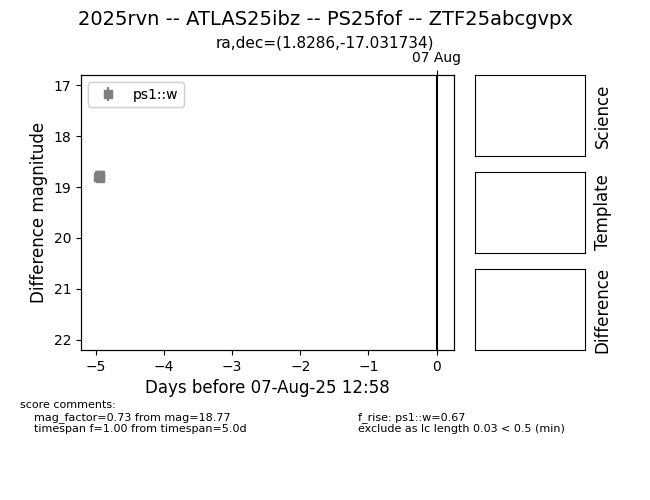 2025rvn -- ATLAS25ibz -- PS25fof -- ZTF25abcgvpx
ra,dec=(1.8286,-17.031734)
07 Aug
ps1::w
17
18
19
20
21
22
Difference magnitude
−5
−4
−3
−2
−1
0
Days before 07-Aug-25 12:58
Science
Template
Difference
score comments:
mag_factor=0.73 from mag=18.77
timespan f=1.00 from timespan=5.0d
f_rise: ps1::w=0.67
exclude as lc length 0.03 < 0.5 (min)